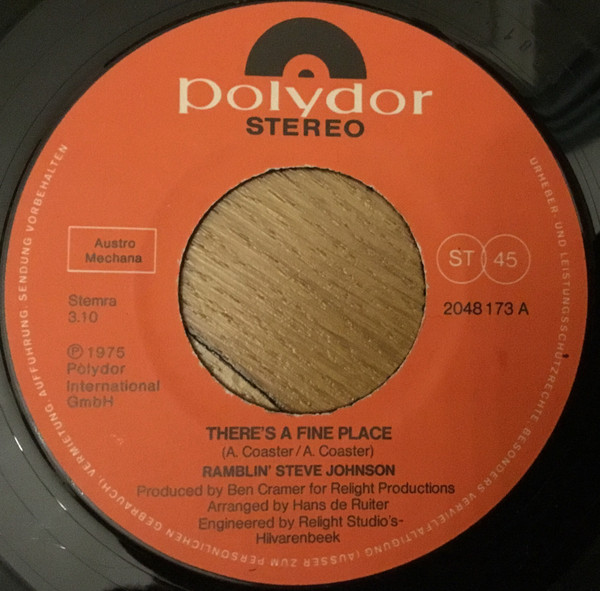 polydor
STEREO
Austro
Mechana
ST 45
Stemra
3.10
2048 173 A
℗ 1975
Polydor
International
GmbH
THERE'S A FINE PLACE
(A. Coaster / A. Coaster)
RAMBLIN' STEVE JOHNSON
Produced by Ben Cramer for Relight Productions
Arranged by Hans de Ruiter
Engineered by Relight Studio's-
Hilvarenbeek
URHEBER- UND LEISTUNGSSCHUTZRECHTE, BESONDERS VERVIELFÄLTIGUNG (AUSSER ZUM PERSÖNLICHEN GEBRAUCH), VERMIETUNG, AUFFÜHRUNG, SENDUNG VORBEHALTEN